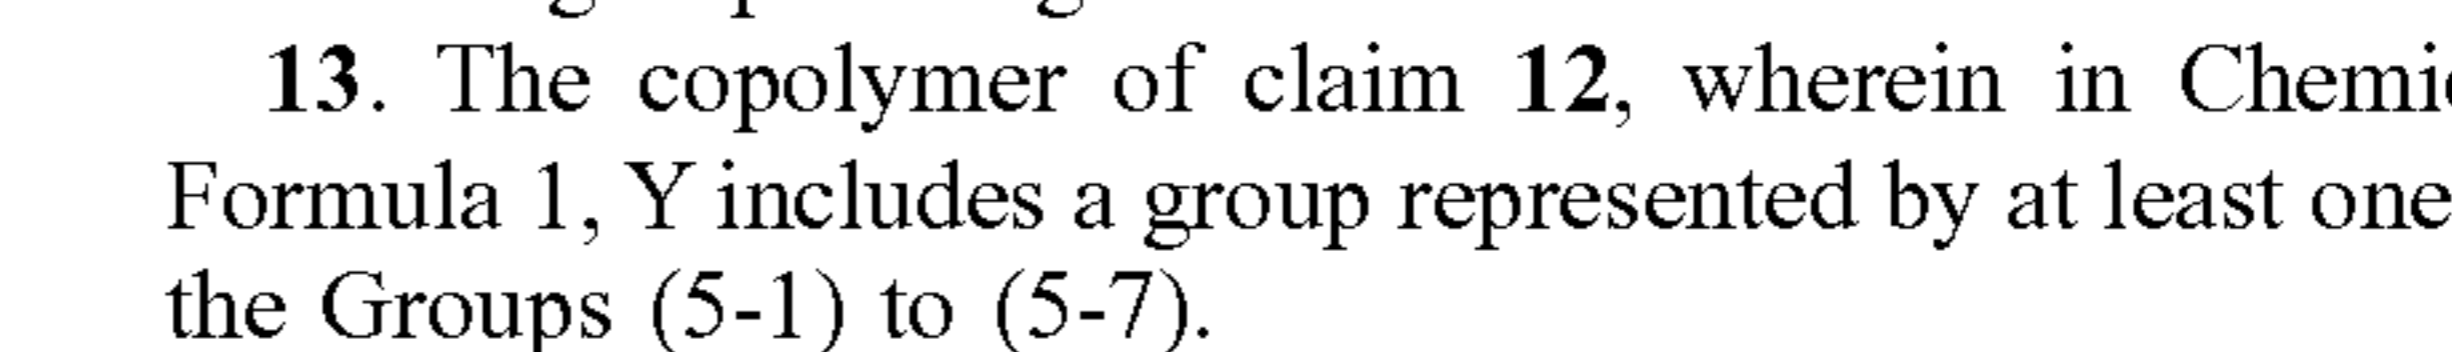 13. The copolymer of claim 12, wherein in
Formula 1, Y includes a group represented by at least one
the Groups (5-1) to (5-7).